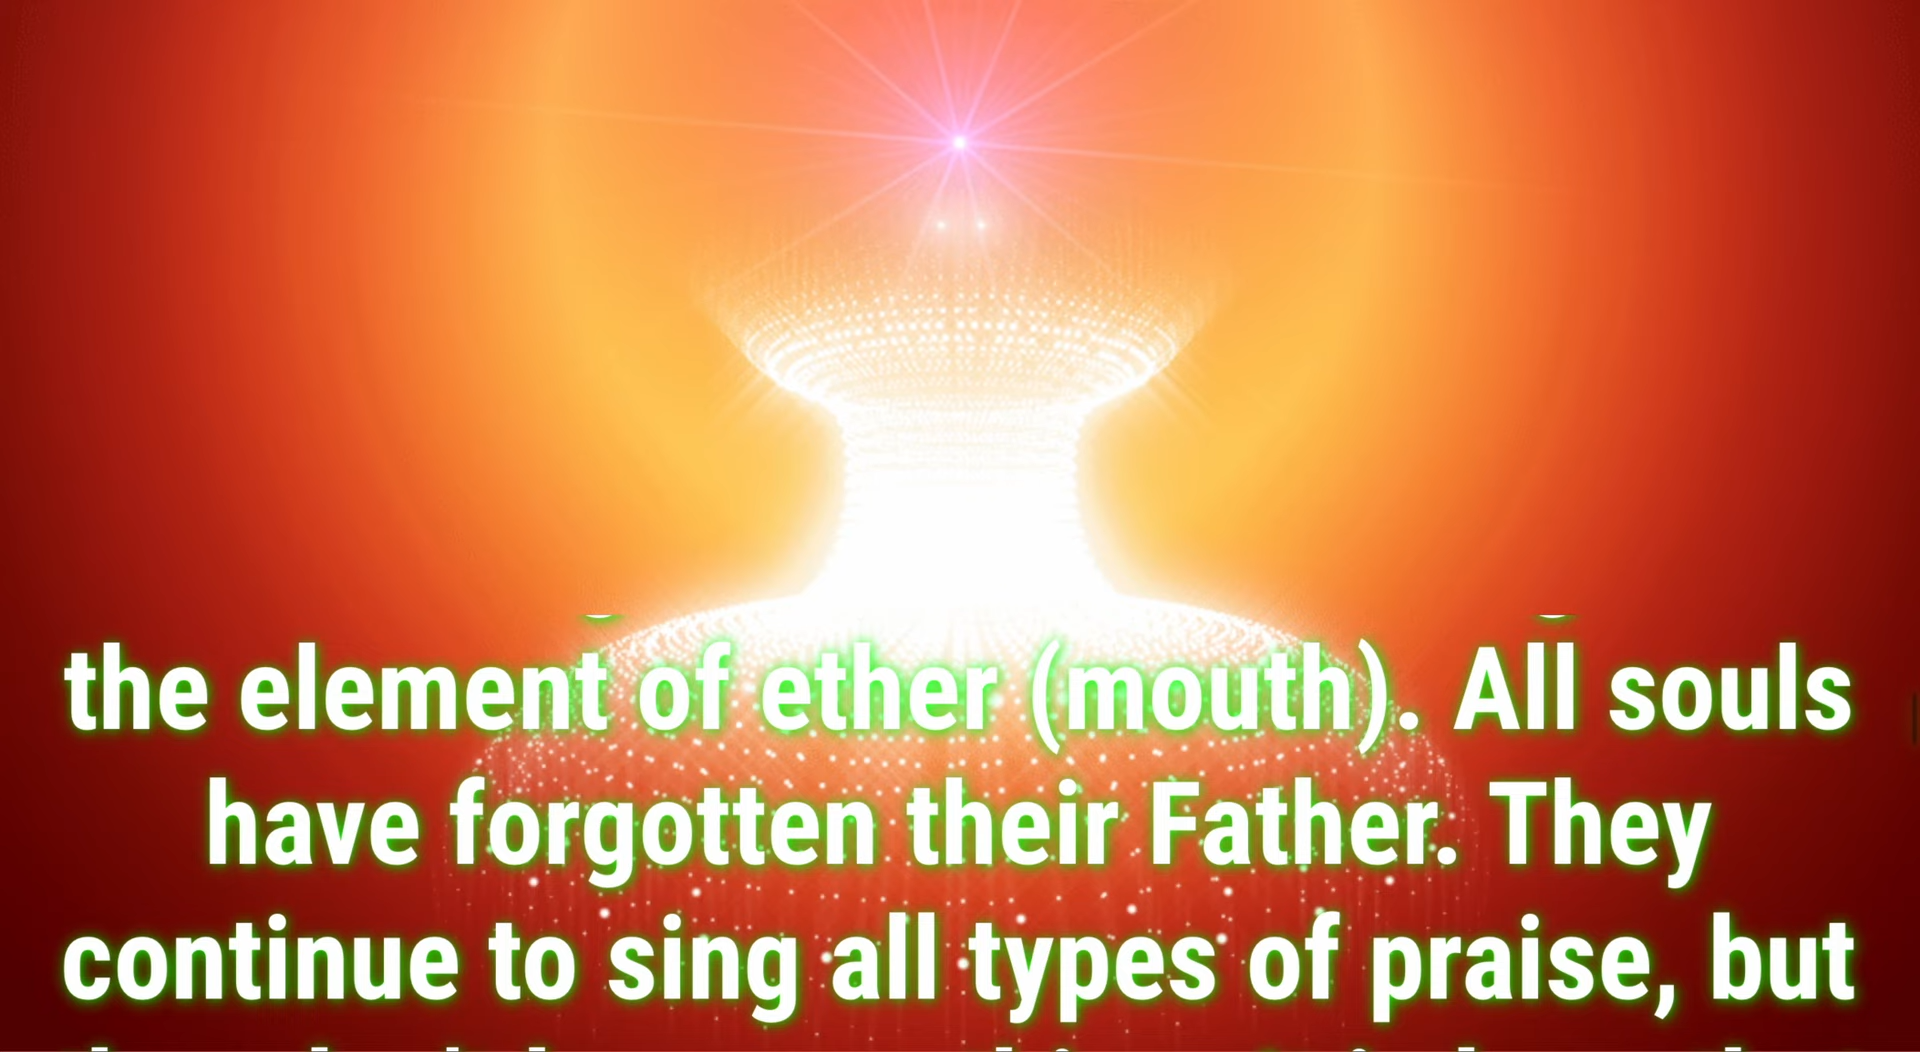 the element of ether (mouth). All souls
have forgotten their Father. They
continue to sing all types of praise, but